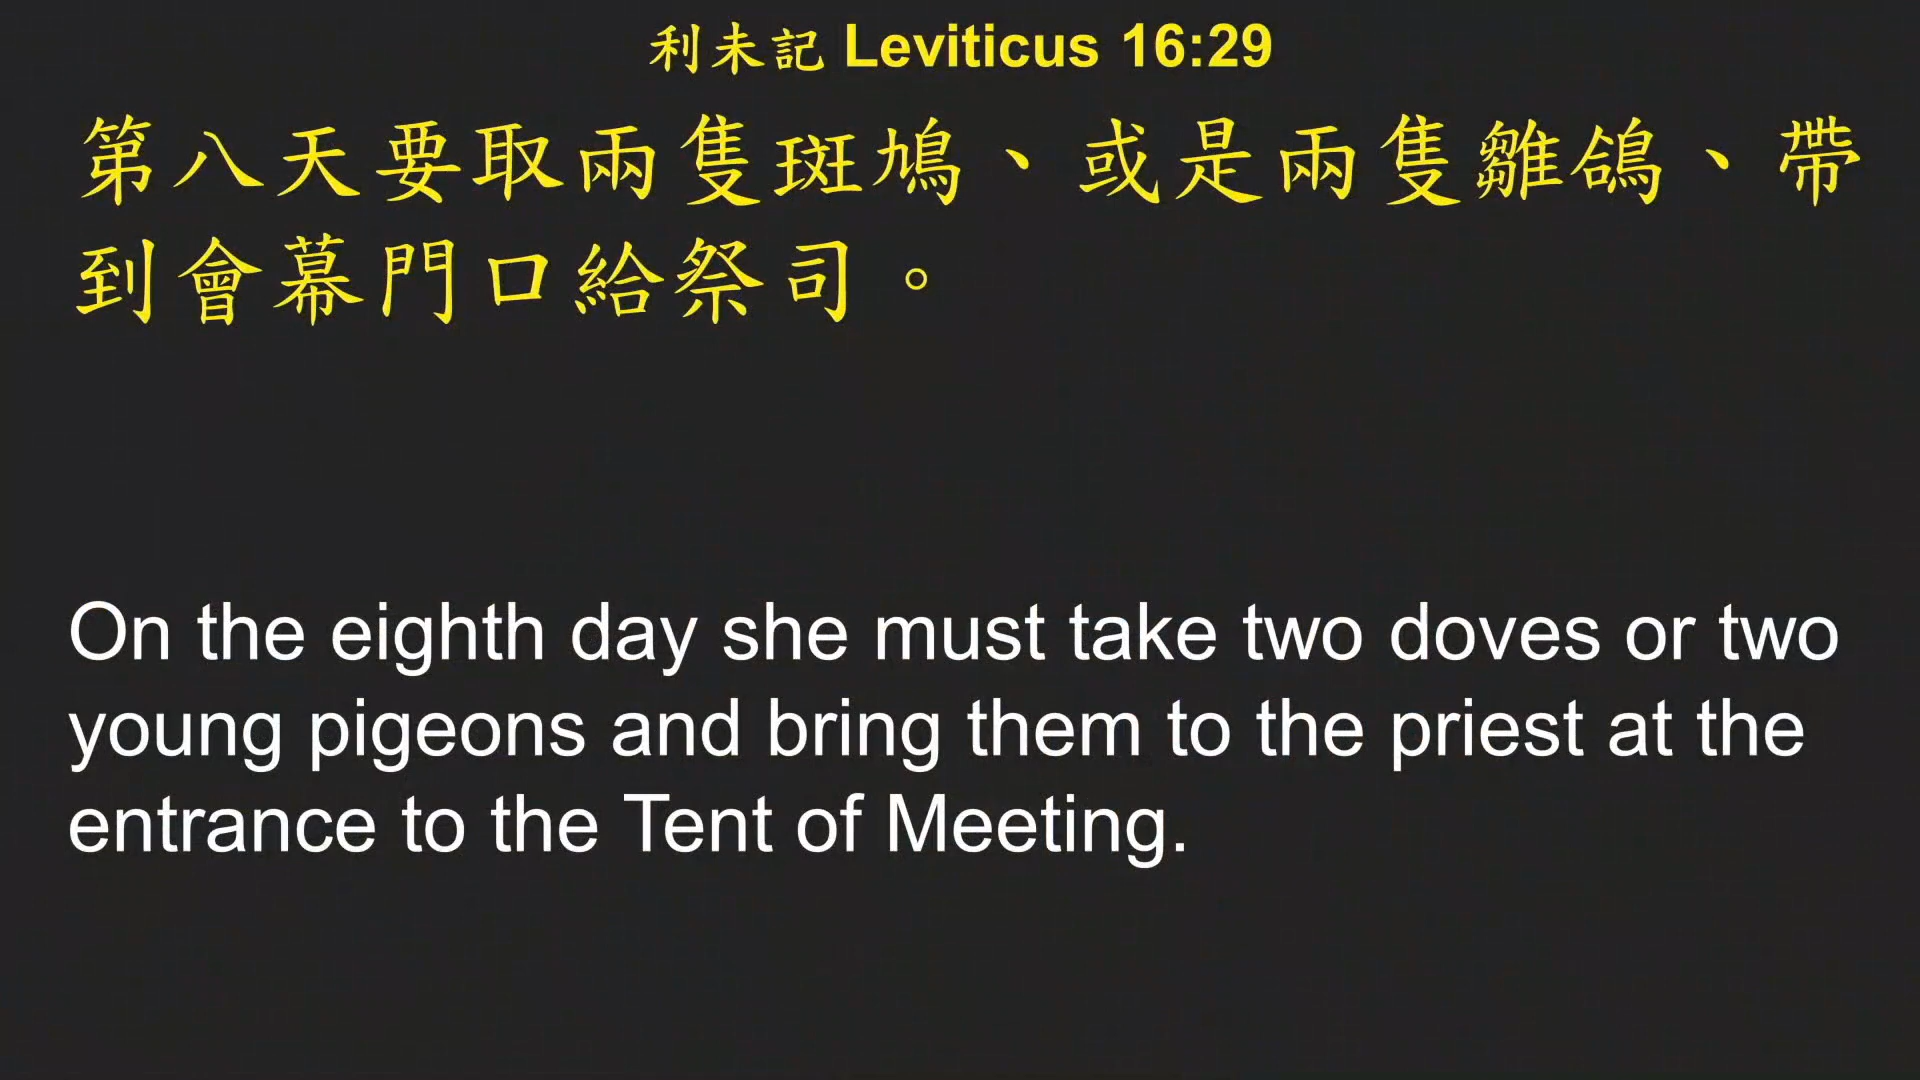 利未記 Leviticus 16:29
第八天要取兩隻斑鳩、或是兩隻雛鴿、帶
到會幕門口給祭司。
On the eighth day she must take two doves or two
young pigeons and bring them to the priest at the
entrance to the Tent of Meeting.